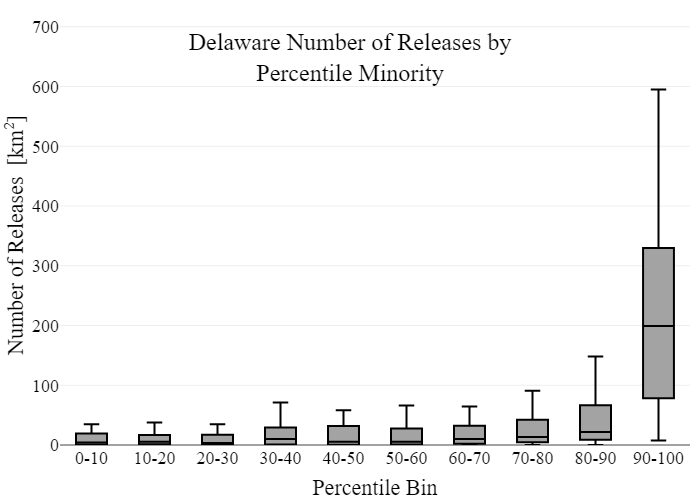 Delaware Number of Releases by
Percentile Minority
Number of Releases [km²]
700
600
500
400
300
200
100
0
0-10 10-20 20-30 30-40 40-50 50-60 60-70 70-80 80-90 90-100
Percentile Bin